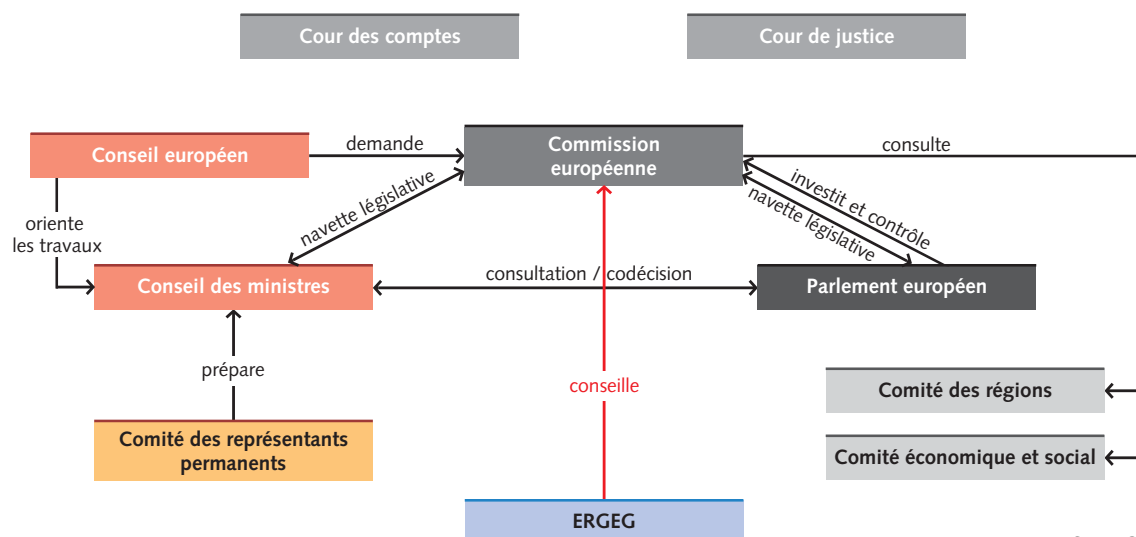 Cour des comptes
Cour de justice
Conseil européen
demande
Commission
européenne
consulte
navette législative
investit et contrôle
navette législative
oriente
les travaux
Conseil des ministres
consultation / codécision
Parlement européen
prépare
conseille
Comité des régions
Comité des représentants
permanents
Comité économique et social
ERGEG